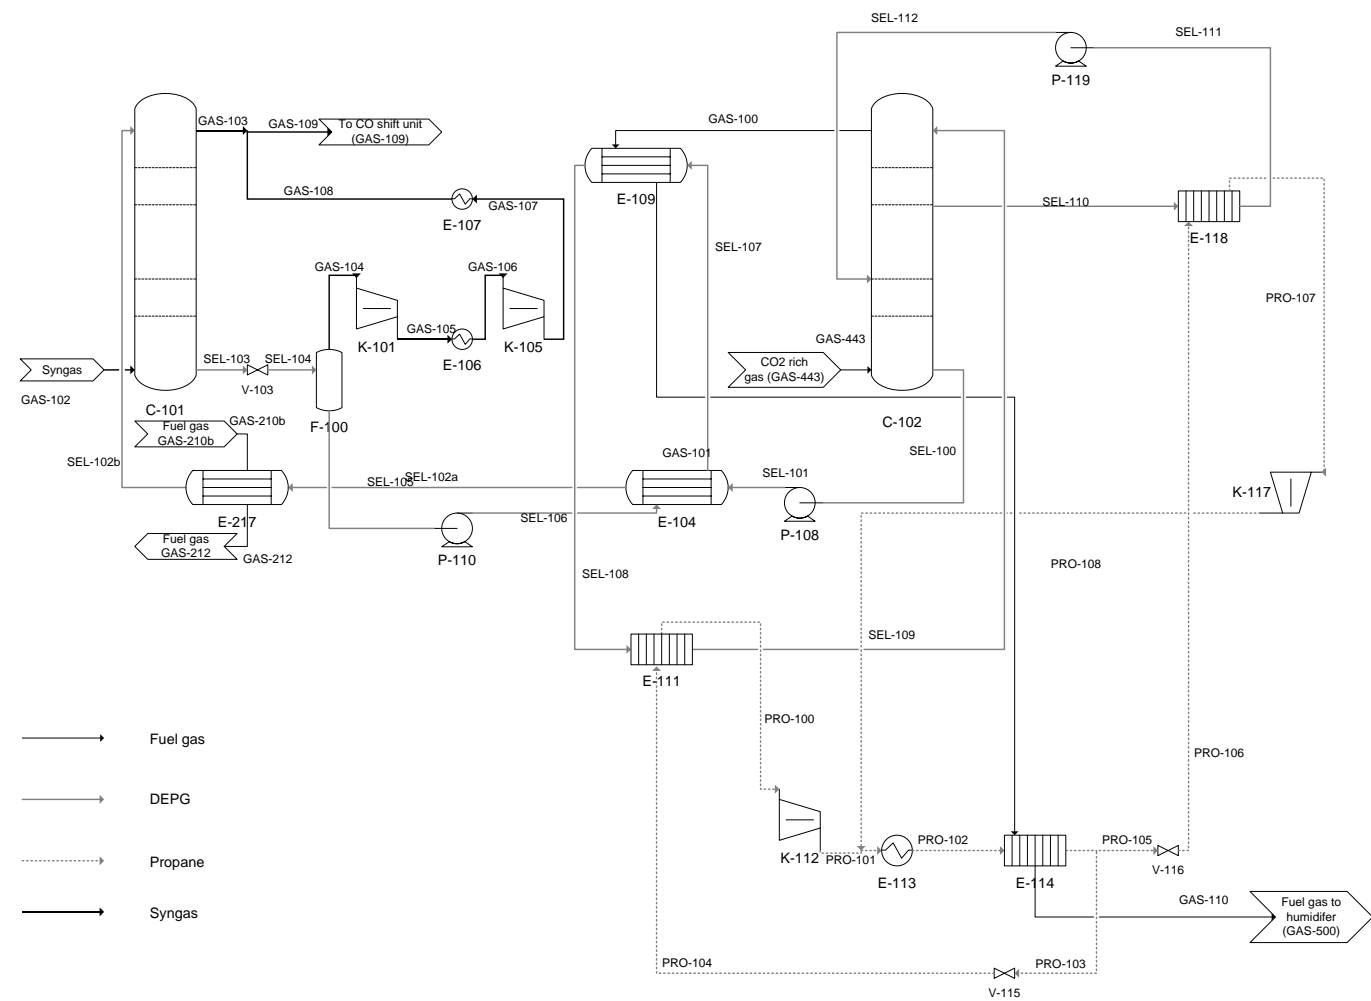 SEL-112
SEL-111
P-119
GAS-103
GAS-109
To CO shift unit
(GAS-109)
GAS-100
E-109
GAS-108
E-107
GAS-107
SEL-110
E-118
SEL-107
GAS-104
GAS-106
PRO-107
GAS-105
K-101
E-106
K-105
GAS-443
SEL-103
SEL-104
Syngas
V-103
CO2 rich
gas (GAS-443)
GAS-102
C-101
F-100
C-102
Fuel gas
GAS-210b
GAS-210b
SEL-102b
GAS-101
SEL-100
SEL-105
SEL-102a
SEL-101
K-117
E-217
SEL-106
E-104
P-108
Fuel gas
GAS-212
GAS-212
P-110
PRO-108
SEL-108
SEL-109
E-111
PRO-100
Fuel gas
PRO-106
DEPG
Propane
K-112
PRO-101
PRO-102
E-113
E-114
PRO-105
V-116
Syngas
GAS-110
Fuel gas to
humidifer
(GAS-500)
PRO-104
PRO-103
V-115